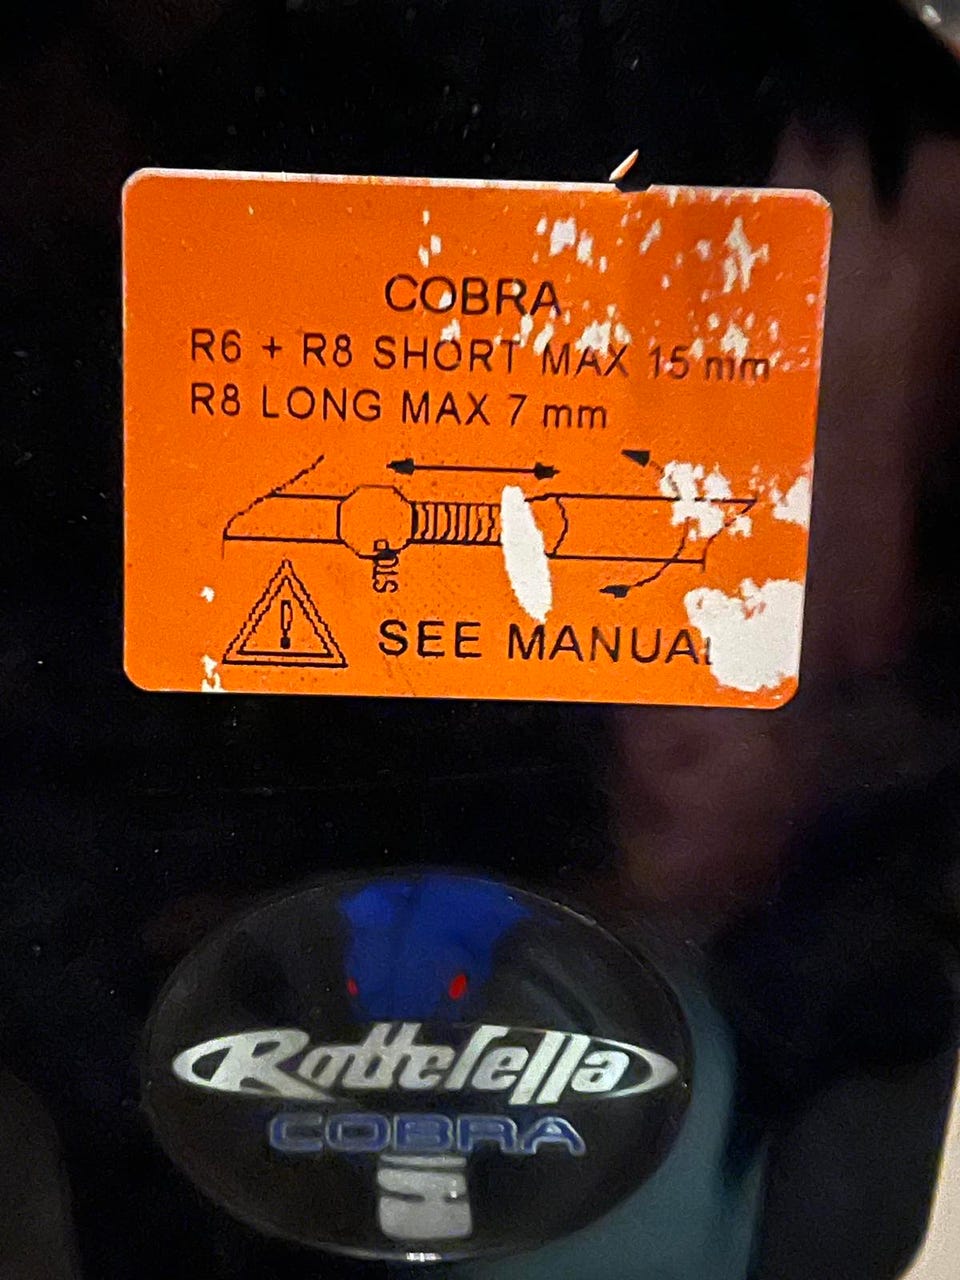 COBRA
R6 + R8 SHORT MAX 15 mm
R8 LONG MAX 7 mm
STOP
! SEE MANUAL
Rottefella
COBRA